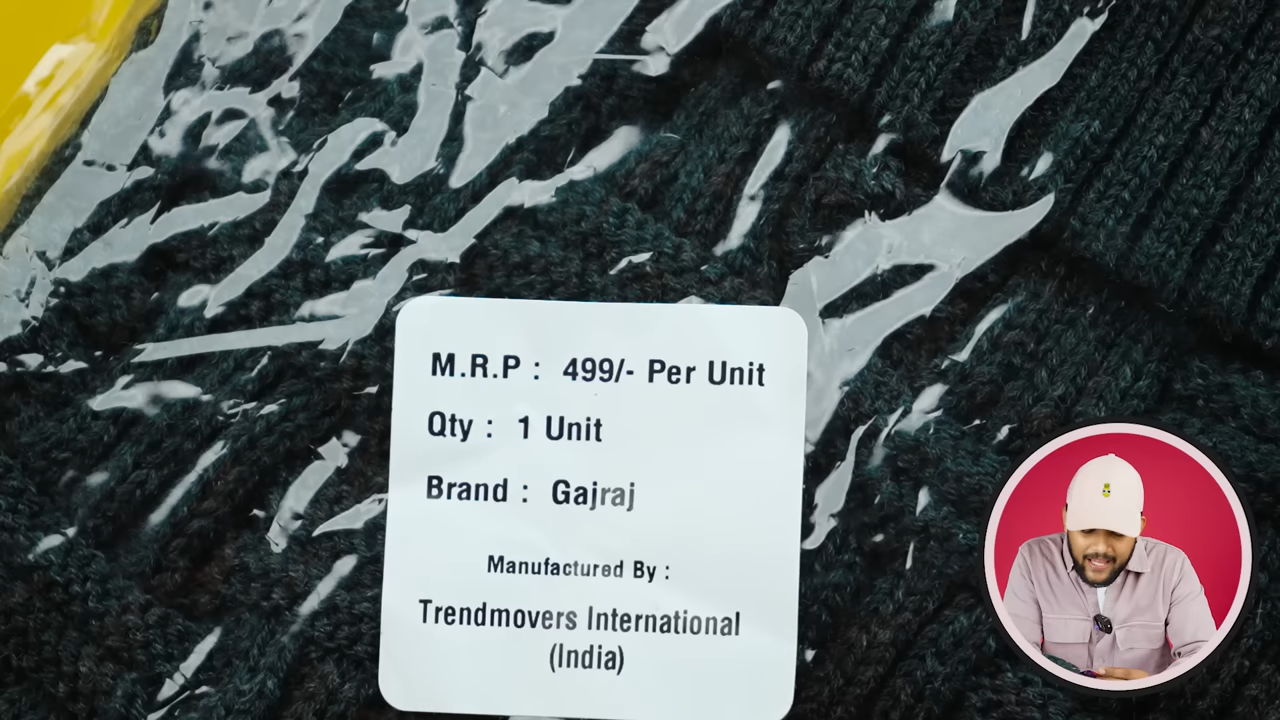 M.R.P : 499/- Per Unit
Qty : 1 Unit
Brand : Gajraj
Manufactured By :
Trendmovers International
(India)